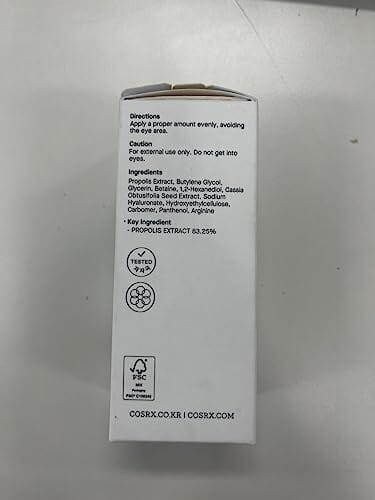 Directions
Apply a proper amount evenly, avoiding
the eye area.
Caution
For external use only. Do not get into
eyes.
Ingredients
Propolis Extract, Butylene Glycol,
Glycerin, Betaine, 1,2-Hexanediol, Cassia
Obtusifolia Seed Extract, Sodium
Hyaluronate, Hydroxyethylcellulose,
Carbomer, Panthenol, Arginine
* Key Ingredient
- PROPOLIS EXTRACT 83.25%
TESTED
FSC
MIX
Packaging
COSRX.CO.KR I COSRX.COM